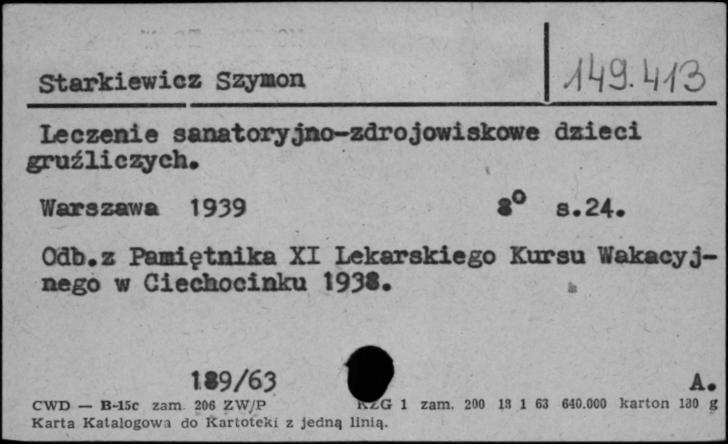 Starkiewicz Szymon
149.413
Leczenie sanatoryjno-zdrojowiskowe dzieci
gruźliczych.
Warszawa 1939 8° s.24.
Odb.z Pamiętnika XI Lekarskiego Kursu Wakacyj-
nego w Ciechocinku 1938.
189/63 A.
CWD — B-15c zam. 206 ZW/P KZG 1 zam. 200 18 1 63 640.000 karton 180 g
Karta Katalogowa do Kartoteki z jedną linią.